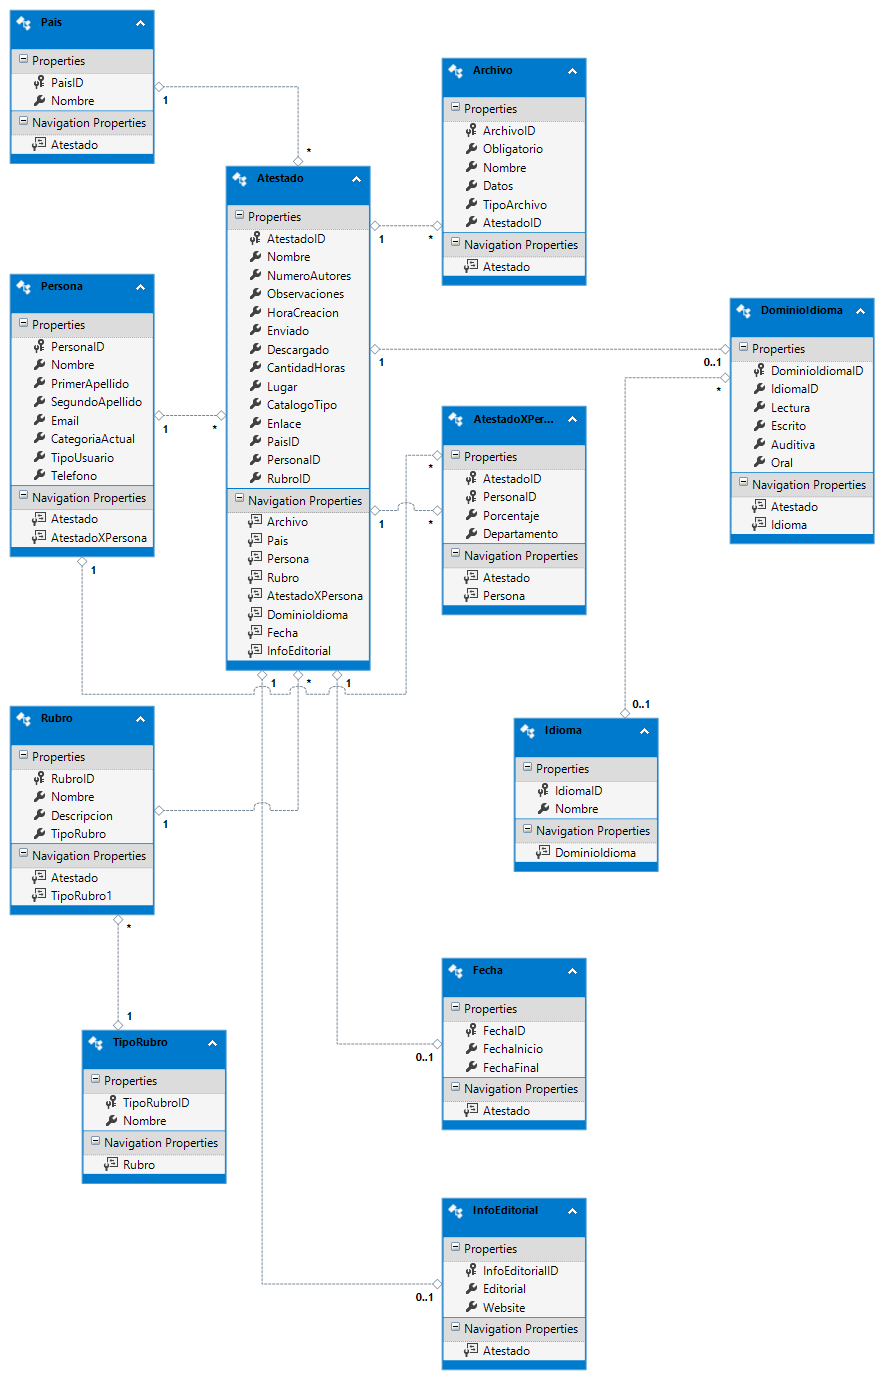 Pais
Properties
PaisID
Nombre
Navigation Properties
Atestado
1
*
Archivo
Properties
ArchivoID
Obligatorio
Nombre
Datos
TipoArchivo
AtestadoID
Navigation Properties
Atestado
Atestado
Properties
AtestadoID
Nombre
NumeroAutores
Observaciones
HoraCreacion
Enviado
Descargado
CantidadHoras
Lugar
CatalogoTipo
Enlace
PaisID
PersonaID
RubroID
Navigation Properties
Archivo
Pais
Persona
Rubro
AtestadoXPersona
DominioIdioma
Fecha
InfoEditorial
1
*
1
0..1
Persona
Properties
PersonaID
Nombre
PrimerApellido
SegundoApellido
Email
CategoriaActual
TipoUsuario
Telefono
Navigation Properties
Atestado
AtestadoXPersona
1
*
1
DominioIdioma
Properties
DominioIdiomaID
IdiomaID
Lectura
Escrito
Auditiva
Oral
Navigation Properties
Atestado
Idioma
*
AtestadoXPer...
Properties
AtestadoID
PersonaID
Porcentaje
Departamento
Navigation Properties
Atestado
Persona
*
1
*
1
*
1
Rubro
Properties
RubroID
Nombre
Descripcion
TipoRubro
Navigation Properties
Atestado
TipoRubro1
1
*
1
0..1
Idioma
Properties
IdiomaID
Nombre
Navigation Properties
DominioIdioma
TipoRubro
Properties
TipoRubroID
Nombre
Navigation Properties
Rubro
Fecha
Properties
FechaID
FechaInicio
FechaFinal
Navigation Properties
Atestado
0..1
InfoEditorial
Properties
InfoEditorialID
Editorial
Website
Navigation Properties
Atestado
0..1